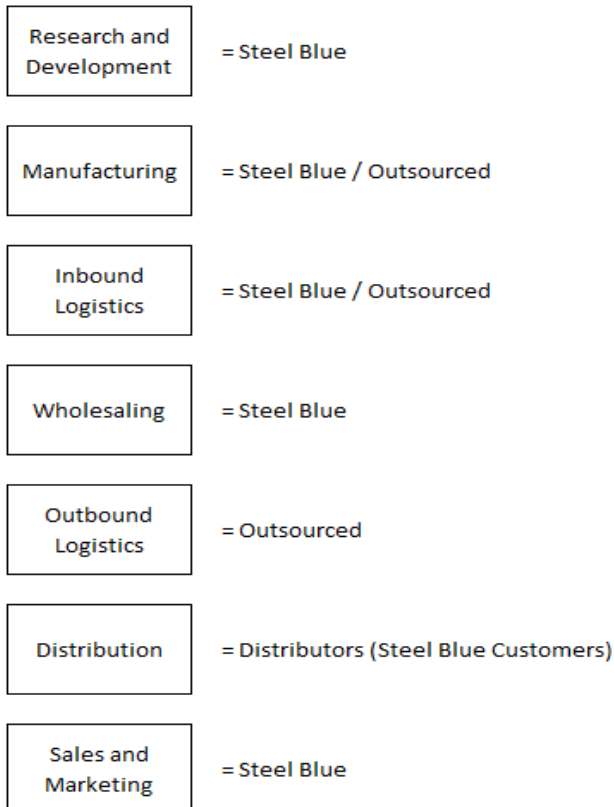 Research and
Development
= Steel Blue
Manufacturing
= Steel Blue / Outsourced
Inbound
Logistics
= Steel Blue / Outsourced
Wholesaling
= Steel Blue
Outbound
Logistics
= Outsourced
Distribution
= Distributors (Steel Blue Customers)
Sales and
Marketing
= Steel Blue